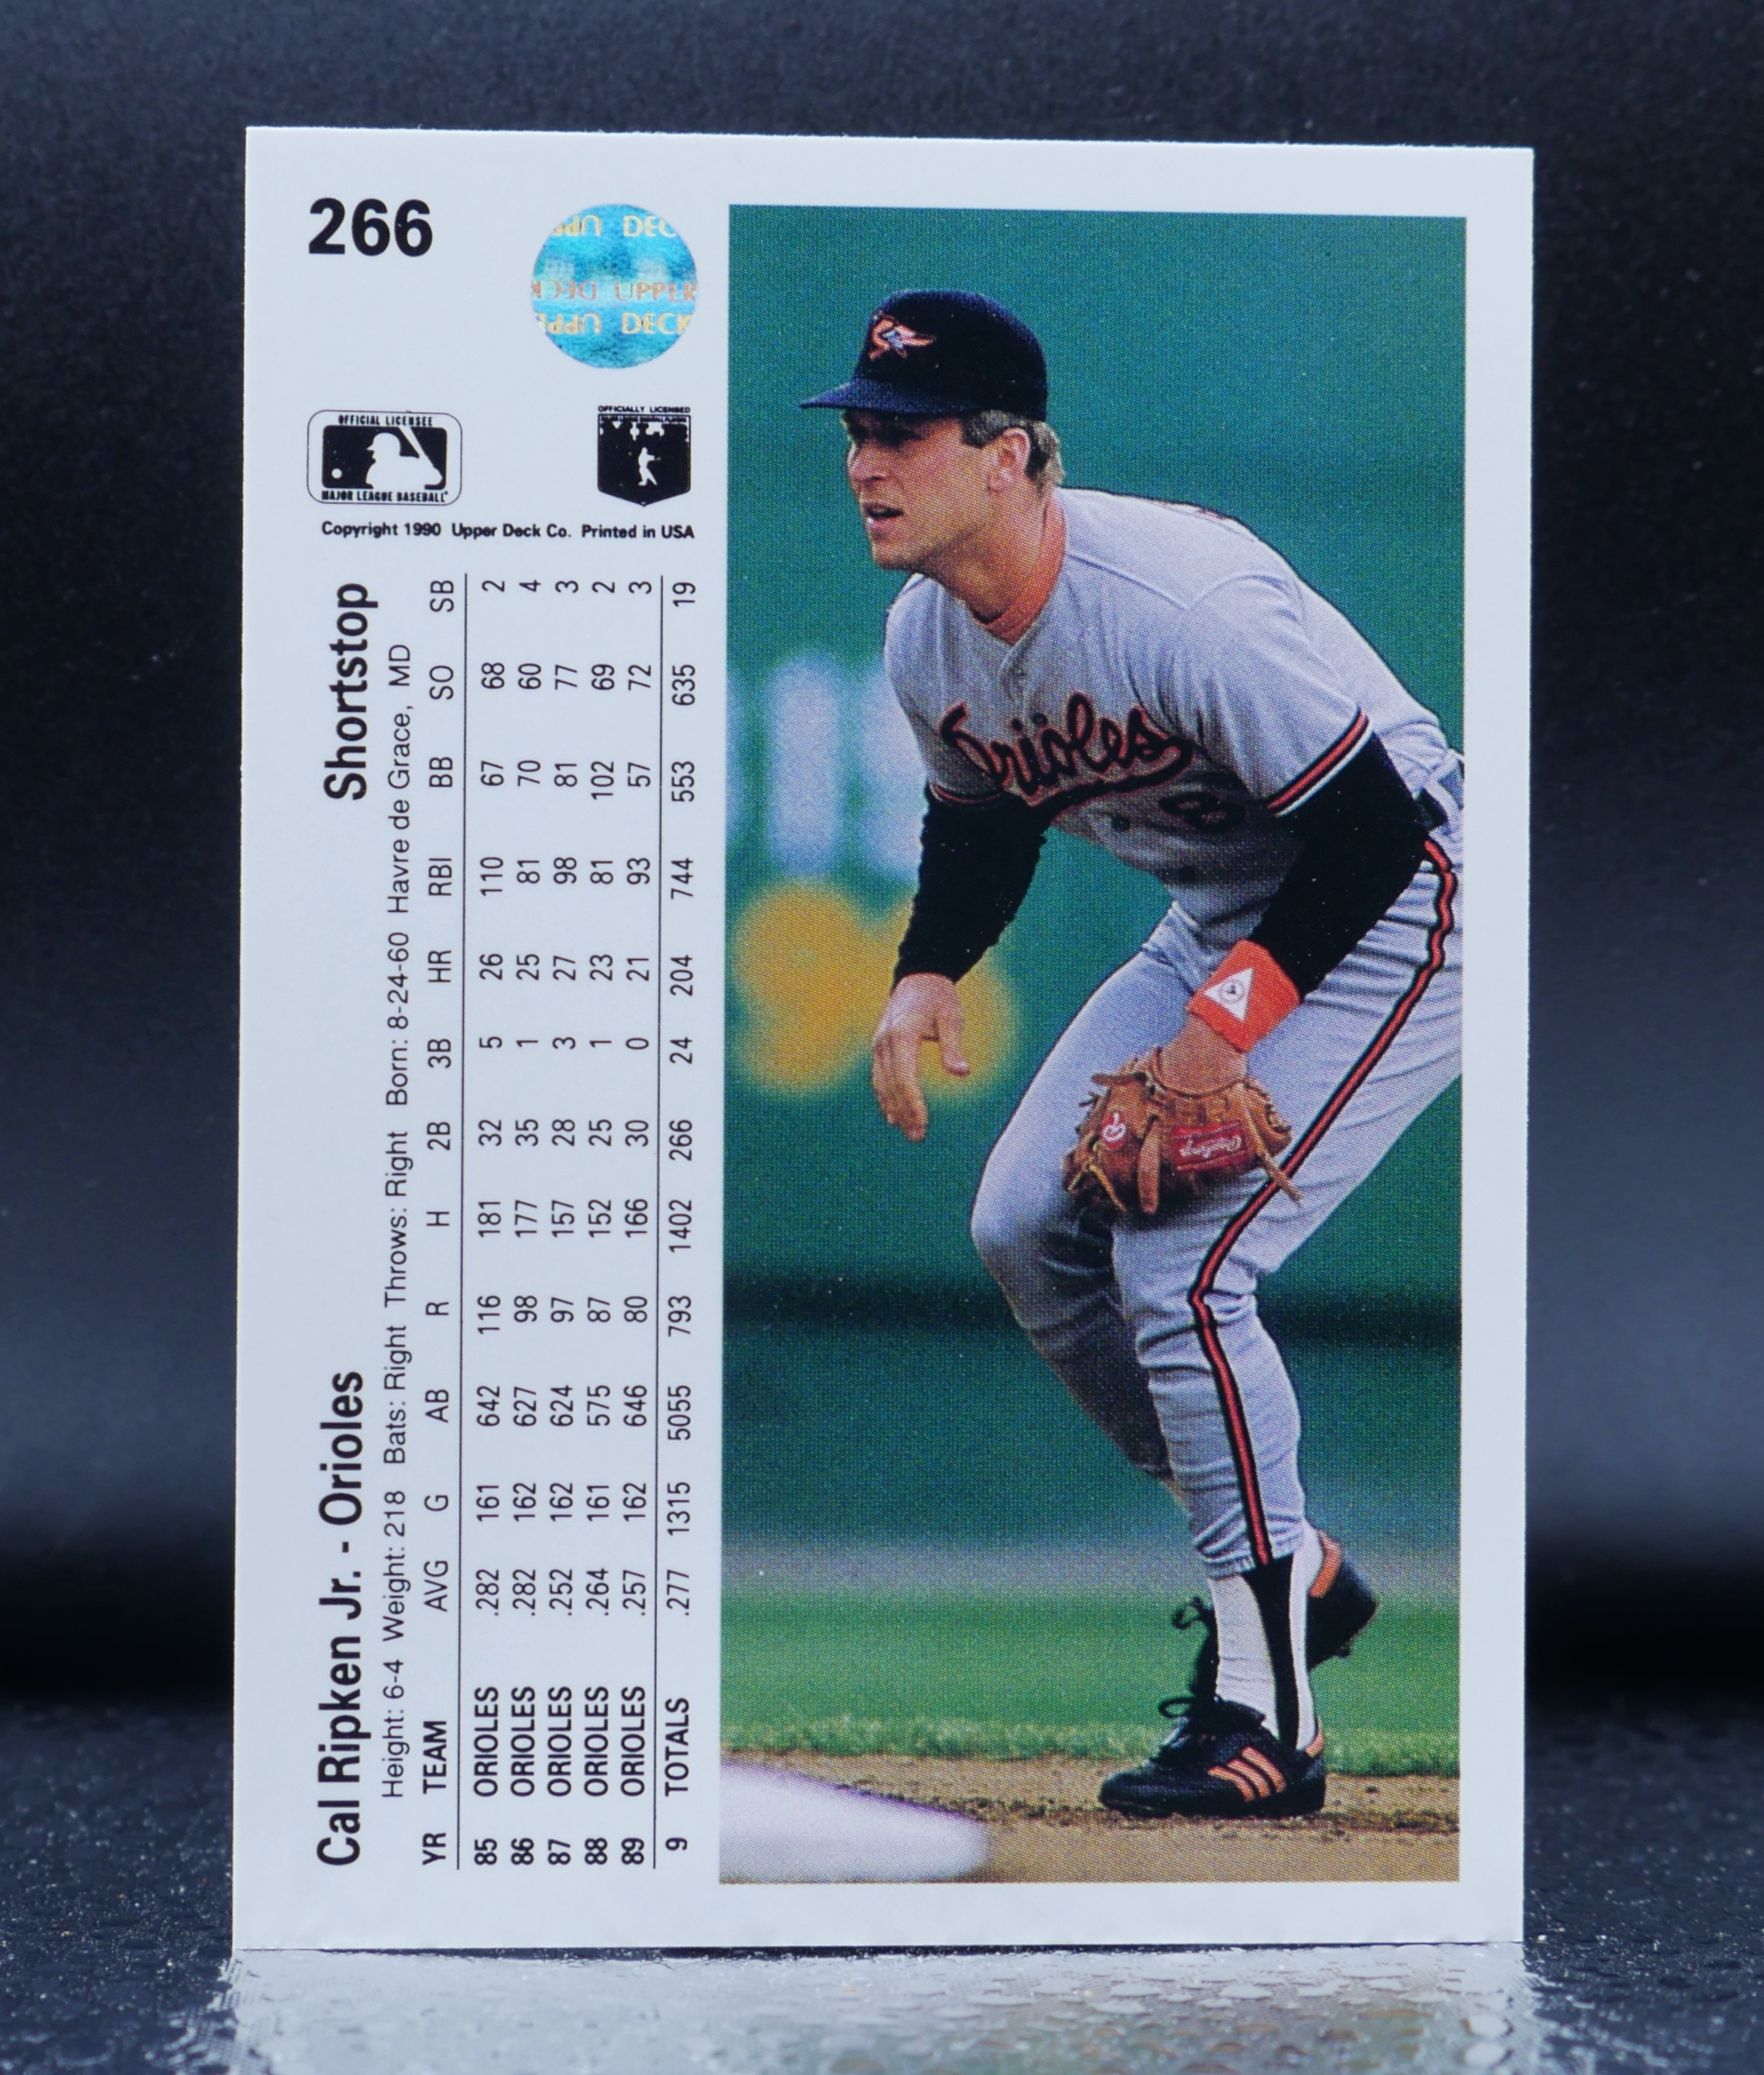 266
UPPER DECK
DECK UPPER
UPPER DECK
OFFICIAL LICENSEE
MAJOR LEAGUE BASEBALL
OFFICIALLY LICENSED
Copyright 1990 Upper Deck Co. Printed in USA
Cal Ripken Jr. - Orioles Shortstop
Height: 6-4 Weight: 218 Bats: Right Throws: Right Born: 8-24-60 Havre de Grace, MD
YR TEAM AVG G AB R H 2B 3B HR RBI BB SO SB
85 ORIOLES .282 161 642 116 181 32 5 26 110 67 68 2
86 ORIOLES .282 162 627 98 177 35 1 25 81 70 60 4
87 ORIOLES .252 162 624 97 157 28 3 27 98 81 77 3
88 ORIOLES .264 161 575 87 152 25 1 23 81 102 69 2
89 ORIOLES .257 162 646 80 166 30 0 21 93 57 72 3
9 TOTALS .277 1315 5055 793 1402 266 24 204 744 553 635 19
Orioles
8
Rawlings